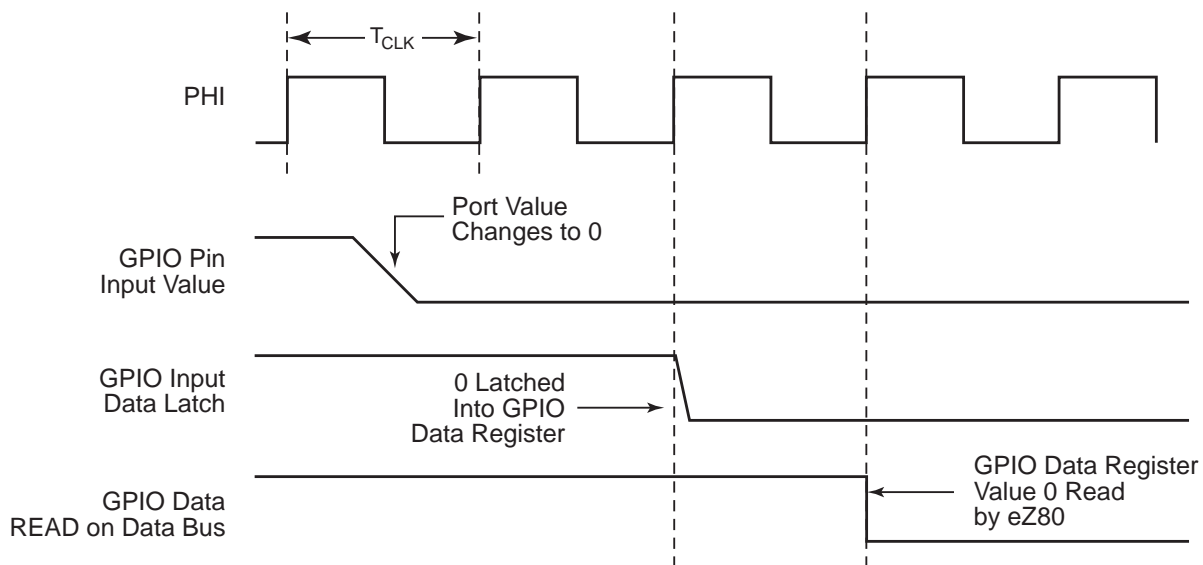 T_CLK
PHI
Port Value
Changes to 0
GPIO Pin
Input Value
GPIO Input
Data Latch
0 Latched
Into GPIO
Data Register
GPIO Data
READ on Data Bus
GPIO Data Register
Value 0 Read
by eZ80